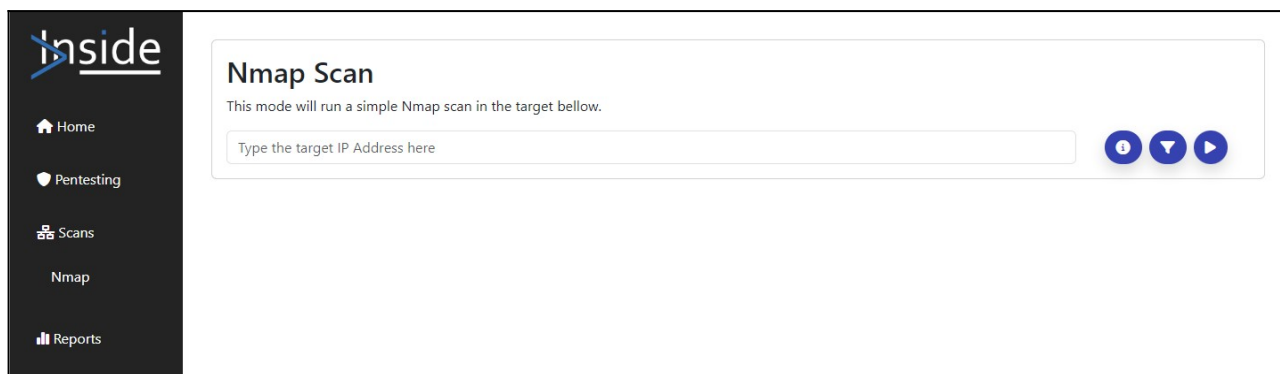 Inside
Home
Pentesting
Scans
Nmap
Reports
Nmap Scan
This mode will run a simple Nmap scan in the target bellow.
Type the target IP Address here